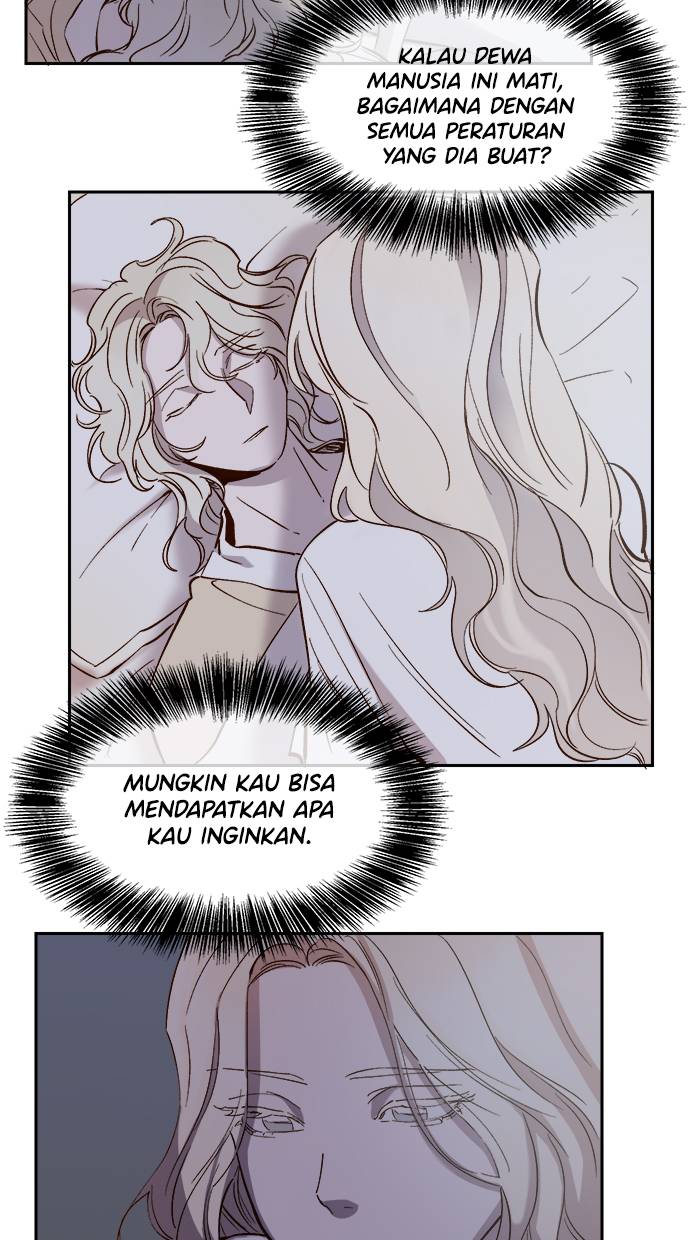 KALAU DEWA
MANUSIA INI MATI,
BAGAIMANA DENGAN
SEMUA PERATURAN
YANG DIA BUAT?
MUNGKIN KAU BISA
MENDAPATKAN APA
KAU INGINKAN.